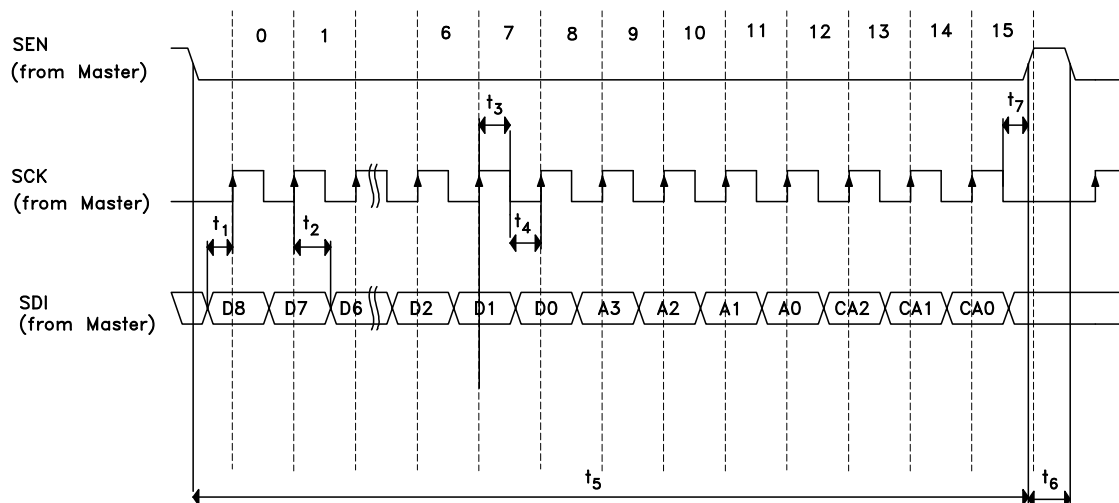 0 1 6 7 8 9 10 11 12 13 14 15
SEN
(from Master)
t3
t7
SCK
(from Master)
t1 t2 t4
SDI
(from Master)
D8 D7 D6 D2 D1 D0 A3 A2 A1 A0 CA2 CA1 CA0
t5 t6